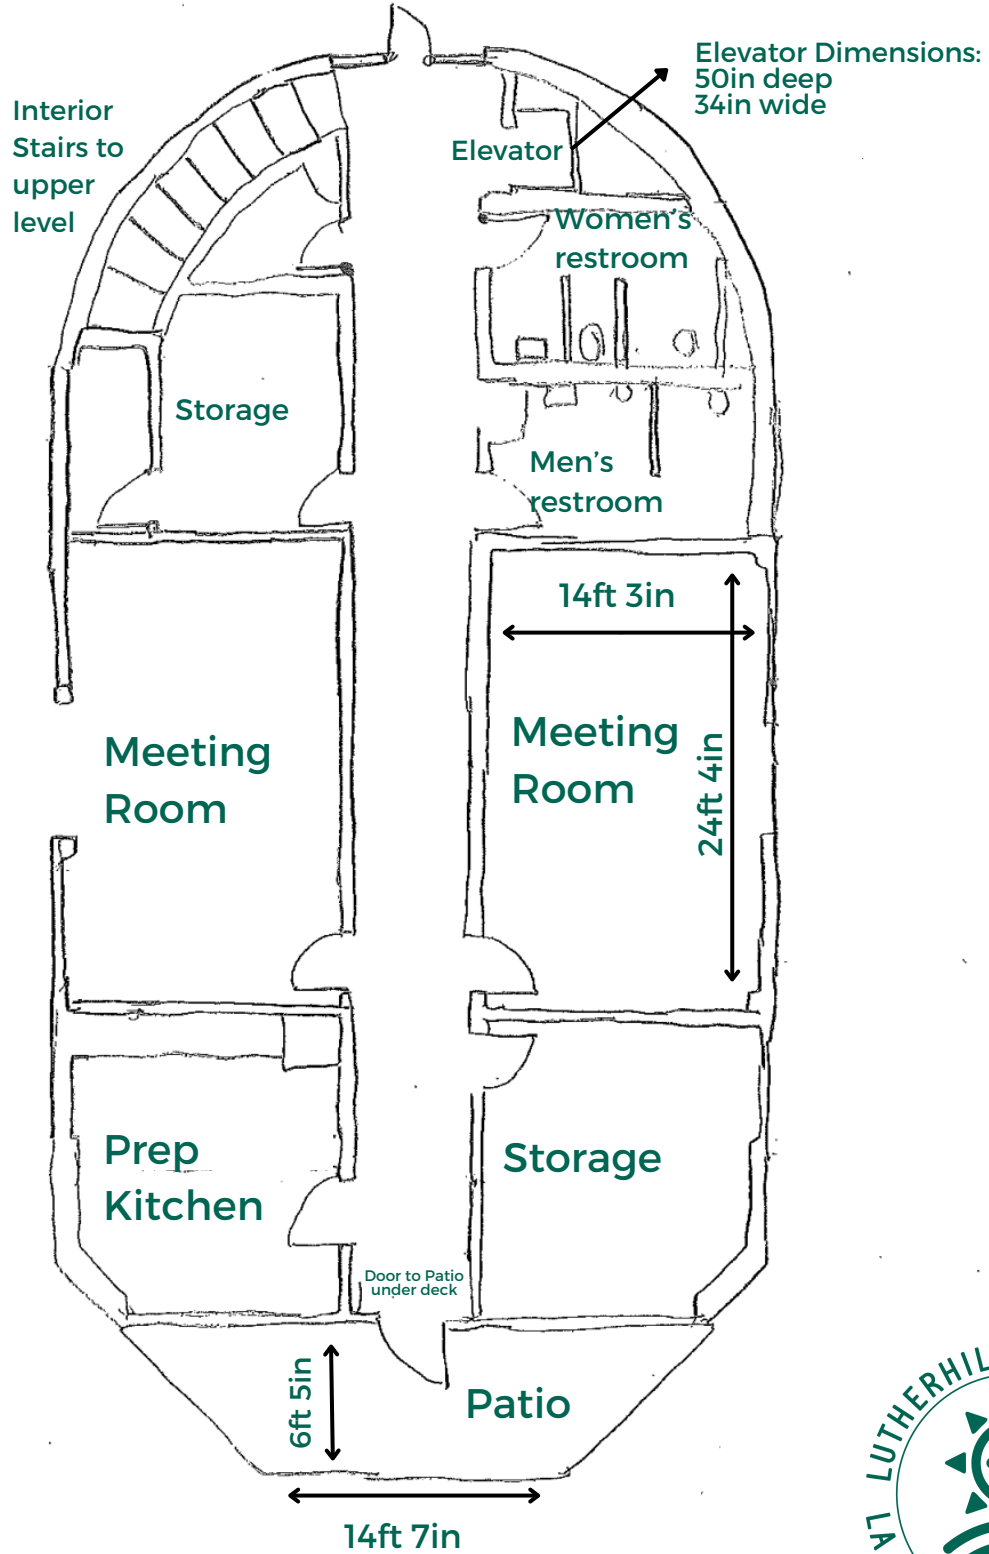 Elevator Dimensions:
50in deep
34in wide
Interior
Stairs to
upper
level
Elevator
Women's
restroom
Storage
Men's
restroom
14ft 3in
24ft 4in
Meeting
Room
Meeting
Room
Prep
Kitchen
Storage
Door to Patio
under deck
6ft 5in
Patio
14ft 7in
LA LUTHERHIL